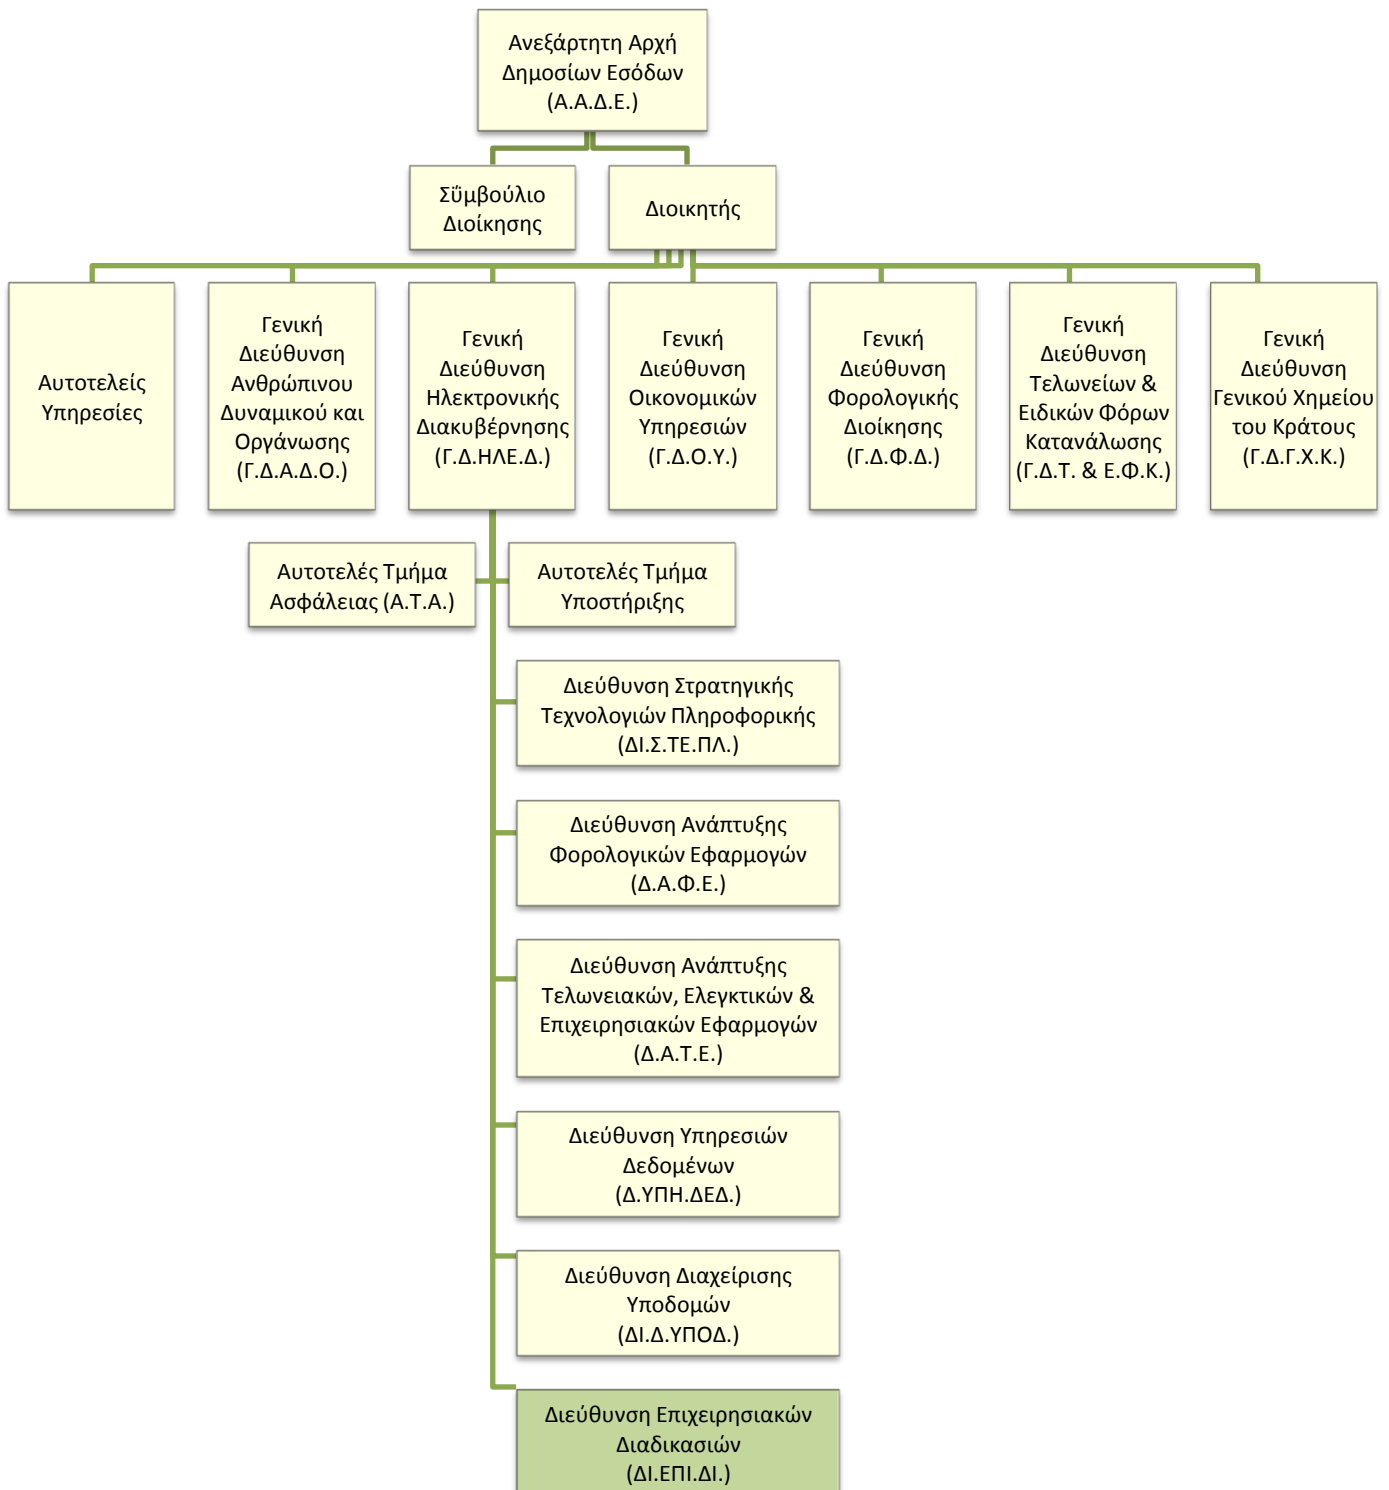 Ανεξάρτητη Αρχή
Δημοσίων Εσόδων
(Α.Α.Δ.Ε.)
Σΰμβούλιο
Διοίκησης
Διοικητής
Αυτοτελείς
Υπηρεσίες
Γενική
Διεύθυνση
Ανθρώπινου
Δυναμικού και
Οργάνωσης
(Γ.Δ.Α.Δ.Ο.)
Γενική
Διεύθυνση
Ηλεκτρονικής
Διακυβέρνησης
(Γ.Δ.ΗΛΕ.Δ.)
Γενική
Διεύθυνση
Οικονομικών
Υπηρεσιών
(Γ.Δ.Ο.Υ.)
Γενική
Διεύθυνση
Φορολογικής
Διοίκησης
(Γ.Δ.Φ.Δ.)
Γενική
Διεύθυνση
Τελωνείων &
Ειδικών Φόρων
Κατανάλωσης
(Γ.Δ.Τ. & Ε.Φ.Κ.)
Γενική
Διεύθυνση
Γενικού Χημείου
του Κράτους
(Γ.Δ.Γ.Χ.Κ.)
Αυτοτελές Τμήμα
Ασφάλειας (Α.Τ.Α.)
Αυτοτελές Τμήμα
Υποστήριξης
Διεύθυνση Στρατηγικής
Τεχνολογιών Πληροφορικής
(ΔΙ.Σ.ΤΕ.ΠΛ.)
Διεύθυνση Ανάπτυξης
Φορολογικών Εφαρμογών
(Δ.Α.Φ.Ε.)
Διεύθυνση Ανάπτυξης
Τελωνειακών, Ελεγκτικών &
Επιχειρησιακών Εφαρμογών
(Δ.Α.Τ.Ε.)
Διεύθυνση Υπηρεσιών
Δεδομένων
(Δ.ΥΠΗ.ΔΕΔ.)
Διεύθυνση Διαχείρισης
Υποδομών
(ΔΙ.Δ.ΥΠΟΔ.)
Διεύθυνση Επιχειρησιακών
Διαδικασιών
(ΔΙ.ΕΠΙ.ΔΙ.)